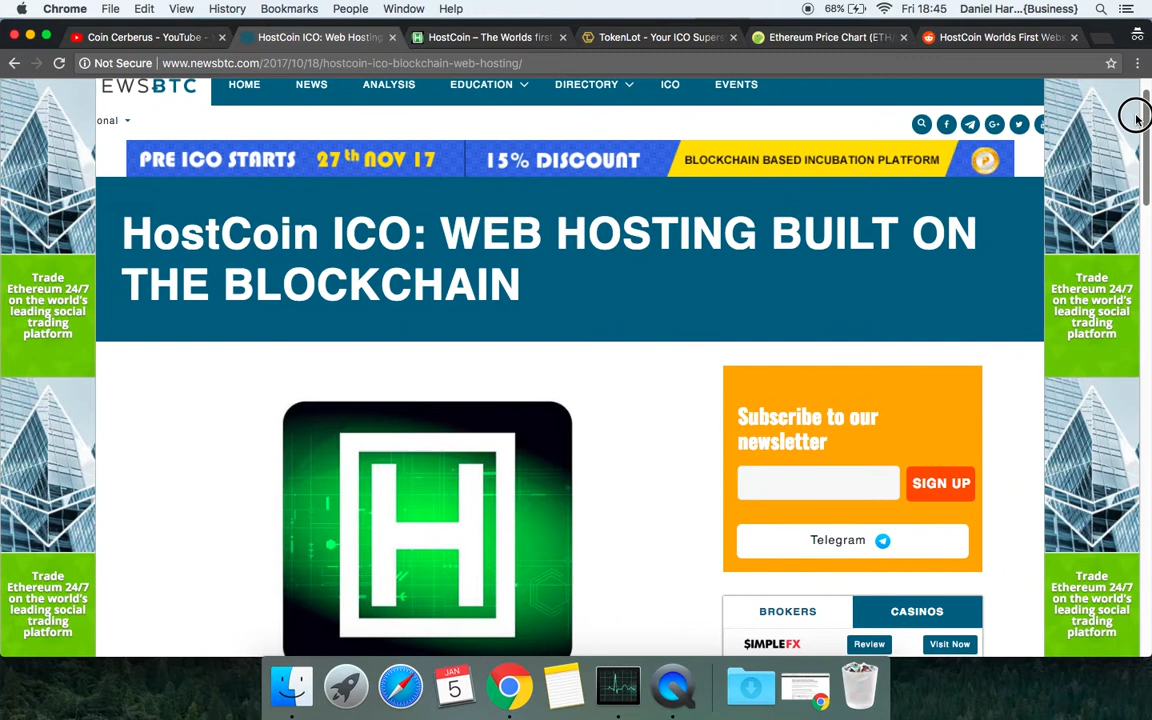 Chrome File Edit View History Bookmarks People Window Help 68% Fri 18:45 Daniel Har...{Business}
Coin Cerberus - YouTube - HostCoin ICO: Web Hosting HostCoin – The Worlds first TokenLot - Your ICO Supers Ethereum Price Chart (ETH/ HostCoin Worlds First Webs
Not Secure www.newsbtc.com/2017/10/18/hostcoin-ico-blockchain-web-hosting/
EWSBTC HOME NEWS ANALYSIS EDUCATION DIRECTORY ICO EVENTS
onal
PRE ICO STARTS 27th NOV 17 15% DISCOUNT BLOCKCHAIN BASED INCUBATION PLATFORM
HostCoin ICO: WEB HOSTING BUILT ON
THE BLOCKCHAIN
Trade
Ethereum 24/7
on the world's
leading social
trading
platform
Trade
Ethereum 24/7
on the world's
leading social
trading
platform
H
Subscribe to our
newsletter
SIGN UP
Telegram
BROKERS CASINOS
SIMPLEFX Review Visit Now
Trade
Ethereum 24/7
on the world's
leading social
trading
platform
Trade
Ethereum 24/7
on the world's
leading social
trading
platform
JAN
5